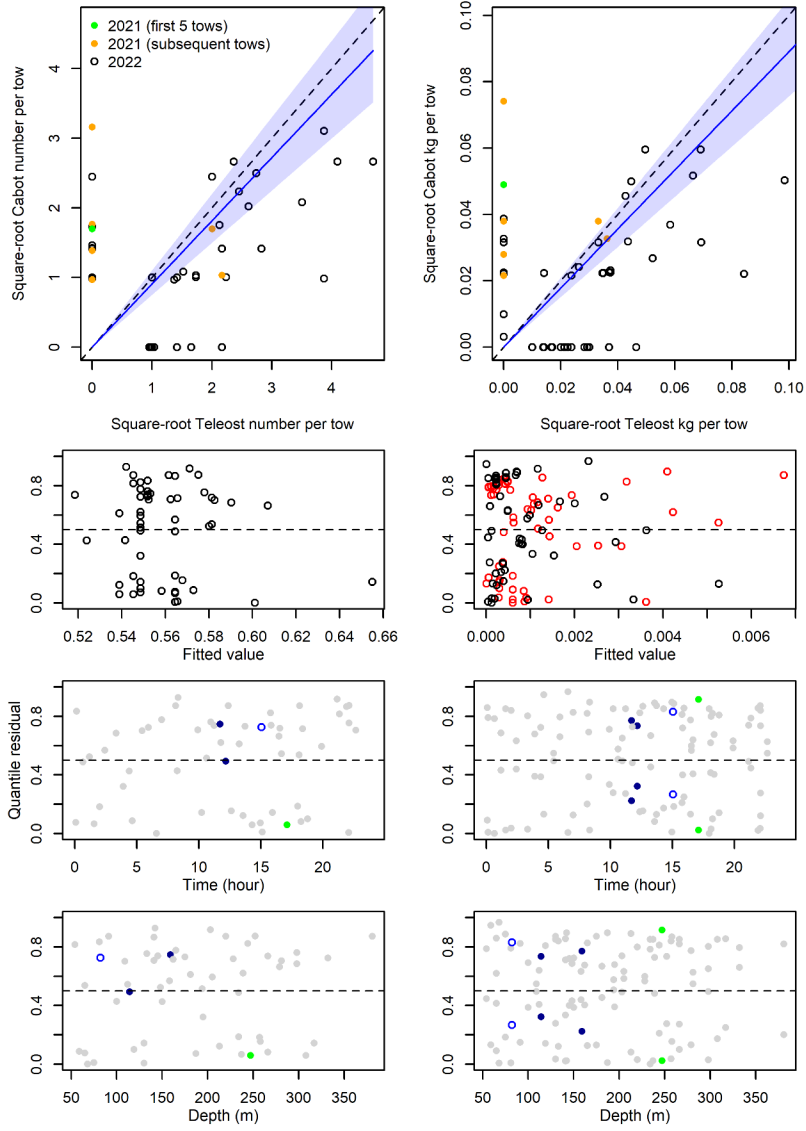 2021 (first 5 tows)
2021 (subsequent tows)
2022
Square-root Cabot number per tow
0 1 2 3 4
0 1 2 3 4
Square-root Teleost number per tow
Square-root Cabot kg per tow
0.00 0.02 0.04 0.06 0.08 0.10
0.00 0.02 0.04 0.06 0.08 0.10
Square-root Teleost kg per tow
0.0 0.4 0.8
0.52 0.54 0.56 0.58 0.60 0.62 0.64 0.66
Fitted value
0.0 0.4 0.8
0.000 0.002 0.004 0.006
Fitted value
Quantile residual
0.0 0.4 0.8
0 5 10 15 20
Time (hour)
0.0 0.4 0.8
0 5 10 15 20
Time (hour)
0.0 0.4 0.8
50 100 150 200 250 300 350
Depth (m)
0.0 0.4 0.8
50 100 150 200 250 300 350
Depth (m)